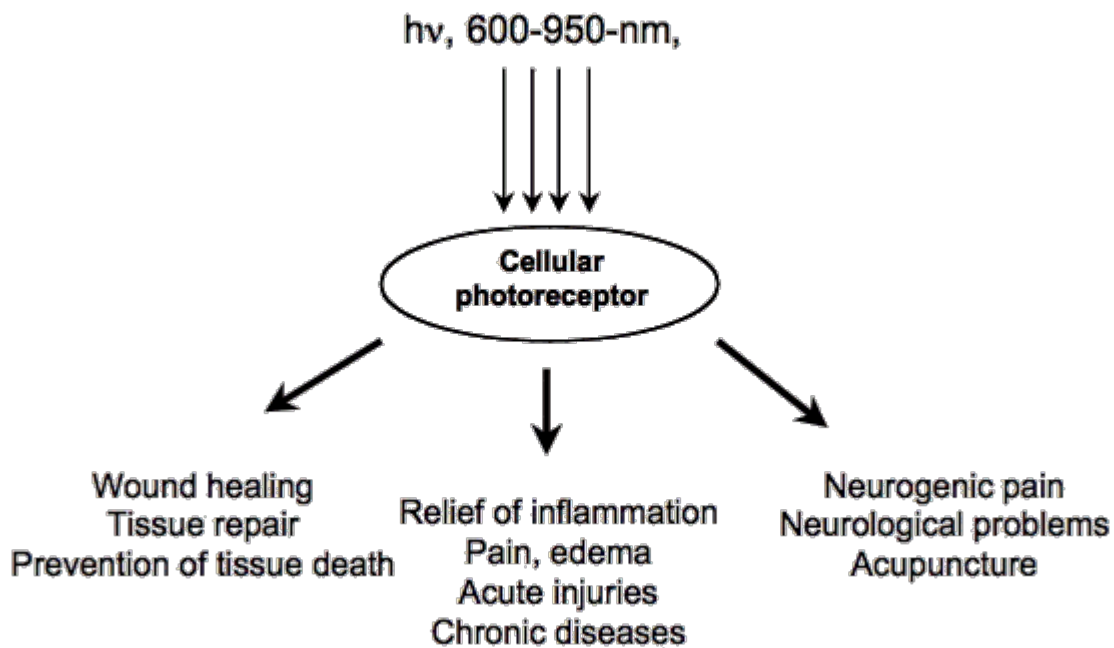 hν, 600-950-nm,
Cellular
photoreceptor
Wound healing
Tissue repair
Prevention of tissue death
Relief of inflammation
Pain, edema
Acute injuries
Chronic diseases
Neurogenic pain
Neurological problems
Acupuncture